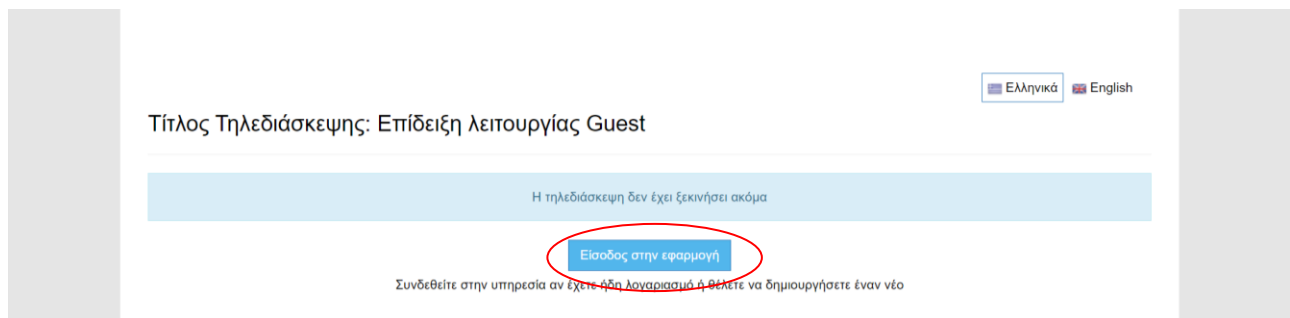 Ελληνικά English
Τίτλος Τηλεδιάσκεψης: Επίδειξη λειτουργίας Guest
Η τηλεδιάσκεψη δεν έχει ξεκινήσει ακόμα
Είσοδος στην εφαρμογή
Συνδεθείτε στην υπηρεσία αν έχετε ήδη λογαριασμό ή θέλετε να δημιουργήσετε έναν νέο